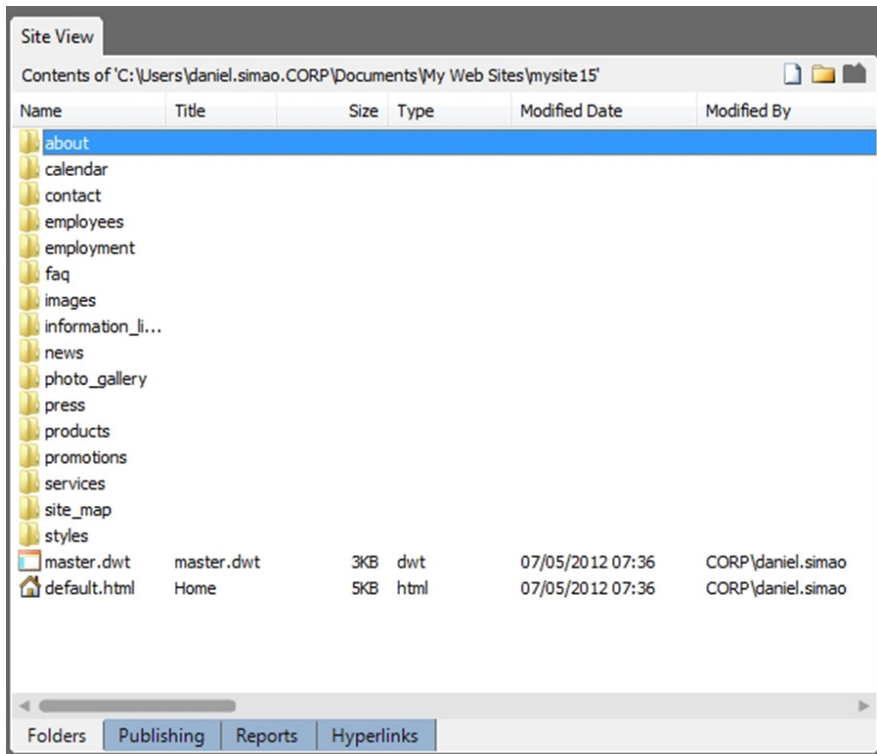 Site View
Contents of 'C:\Users\daniel.simao.CORP\Documents\My Web Sites\mysite15'
Name Title Size Type Modified Date Modified By
about
calendar
contact
employees
employment
faq
images
information_li...
news
photo_gallery
press
products
promotions
services
site_map
styles
master.dwt master.dwt 3KB dwt 07/05/2012 07:36 CORP\daniel.simao
default.html Home 5KB html 07/05/2012 07:36 CORP\daniel.simao
Folders Publishing Reports Hyperlinks